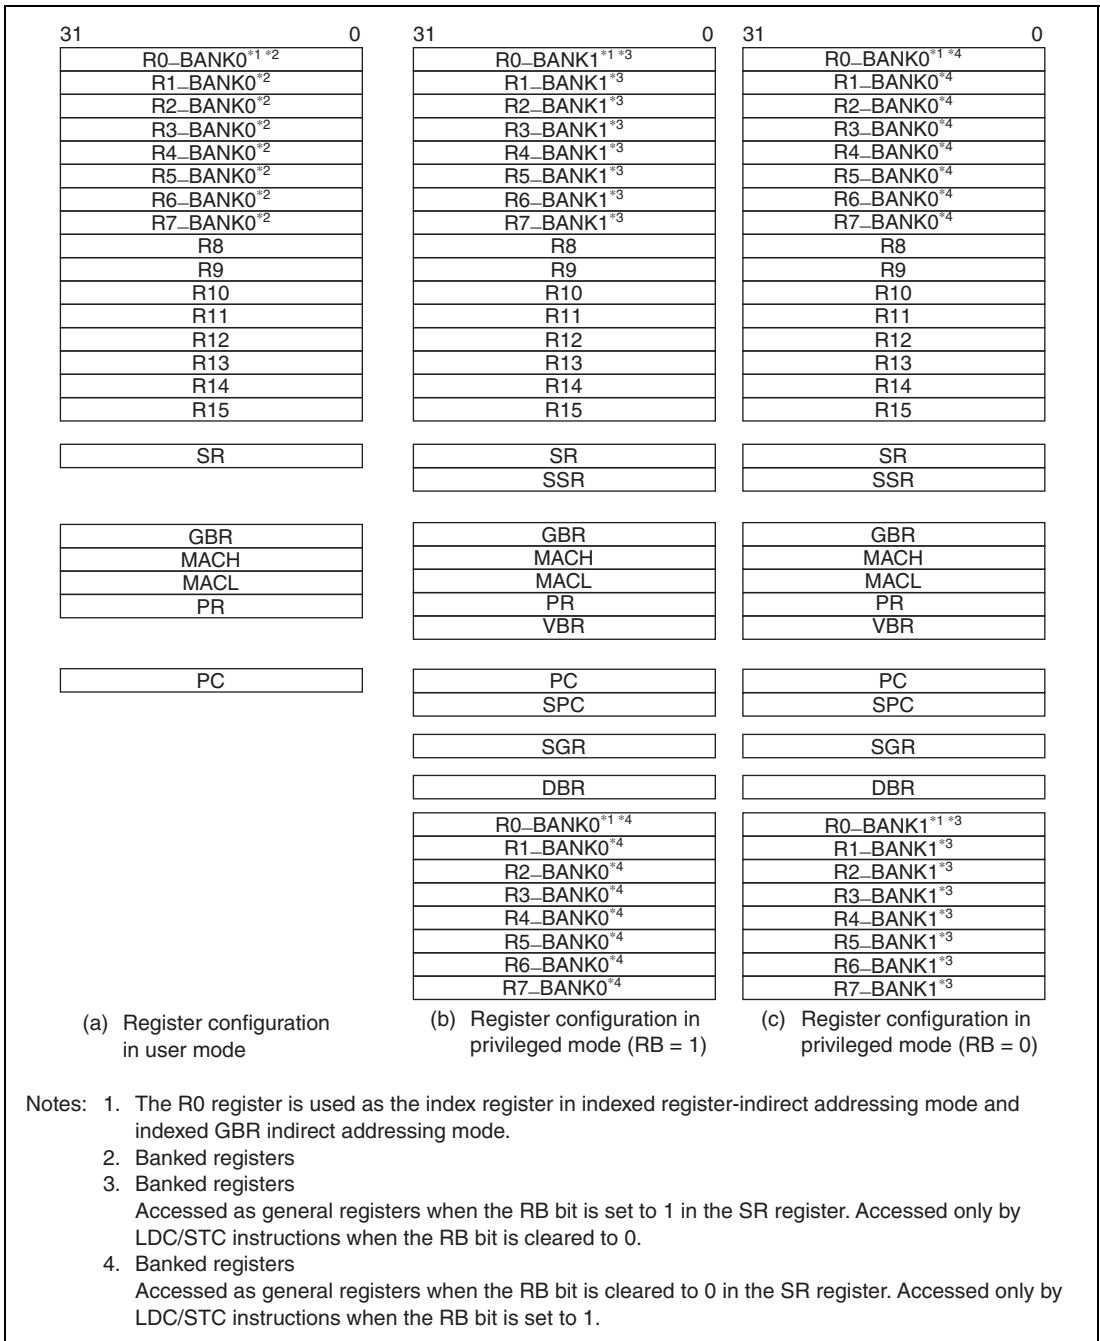 31 0 31 0 31 0
R0_BANK0*1 *2 R0_BANK1*1 *3 R0_BANK0*1 *4
R1_BANK0*2 R1_BANK1*3 R1_BANK0*4
R2_BANK0*2 R2_BANK1*3 R2_BANK0*4
R3_BANK0*2 R3_BANK1*3 R3_BANK0*4
R4_BANK0*2 R4_BANK1*3 R4_BANK0*4
R5_BANK0*2 R5_BANK1*3 R5_BANK0*4
R6_BANK0*2 R6_BANK1*3 R6_BANK0*4
R7_BANK0*2 R7_BANK1*3 R7_BANK0*4
R8 R8 R8
R9 R9 R9
R10 R10 R10
R11 R11 R11
R12 R12 R12
R13 R13 R13
R14 R14 R14
R15 R15 R15
SR SR SR
SSR SSR
GBR GBR GBR
MACH MACH MACH
MACL MACL MACL
PR PR PR
VBR VBR
PC PC PC
SPC SPC
SGR SGR
DBR DBR
R0_BANK0*1 *4 R0_BANK1*1 *3
R1_BANK0*4 R1_BANK1*3
R2_BANK0*4 R2_BANK1*3
R3_BANK0*4 R3_BANK1*3
R4_BANK0*4 R4_BANK1*3
R5_BANK0*4 R5_BANK1*3
R6_BANK0*4 R6_BANK1*3
R7_BANK0*4 R7_BANK1*3
(a) Register configuration
in user mode
(b) Register configuration in
privileged mode (RB = 1)
(c) Register configuration in
privileged mode (RB = 0)
Notes: 1. The R0 register is used as the index register in indexed register-indirect addressing mode and
indexed GBR indirect addressing mode.
2. Banked registers
3. Banked registers
Accessed as general registers when the RB bit is set to 1 in the SR register. Accessed only by
LDC/STC instructions when the RB bit is cleared to 0.
4. Banked registers
Accessed as general registers when the RB bit is cleared to 0 in the SR register. Accessed only by
LDC/STC instructions when the RB bit is set to 1.